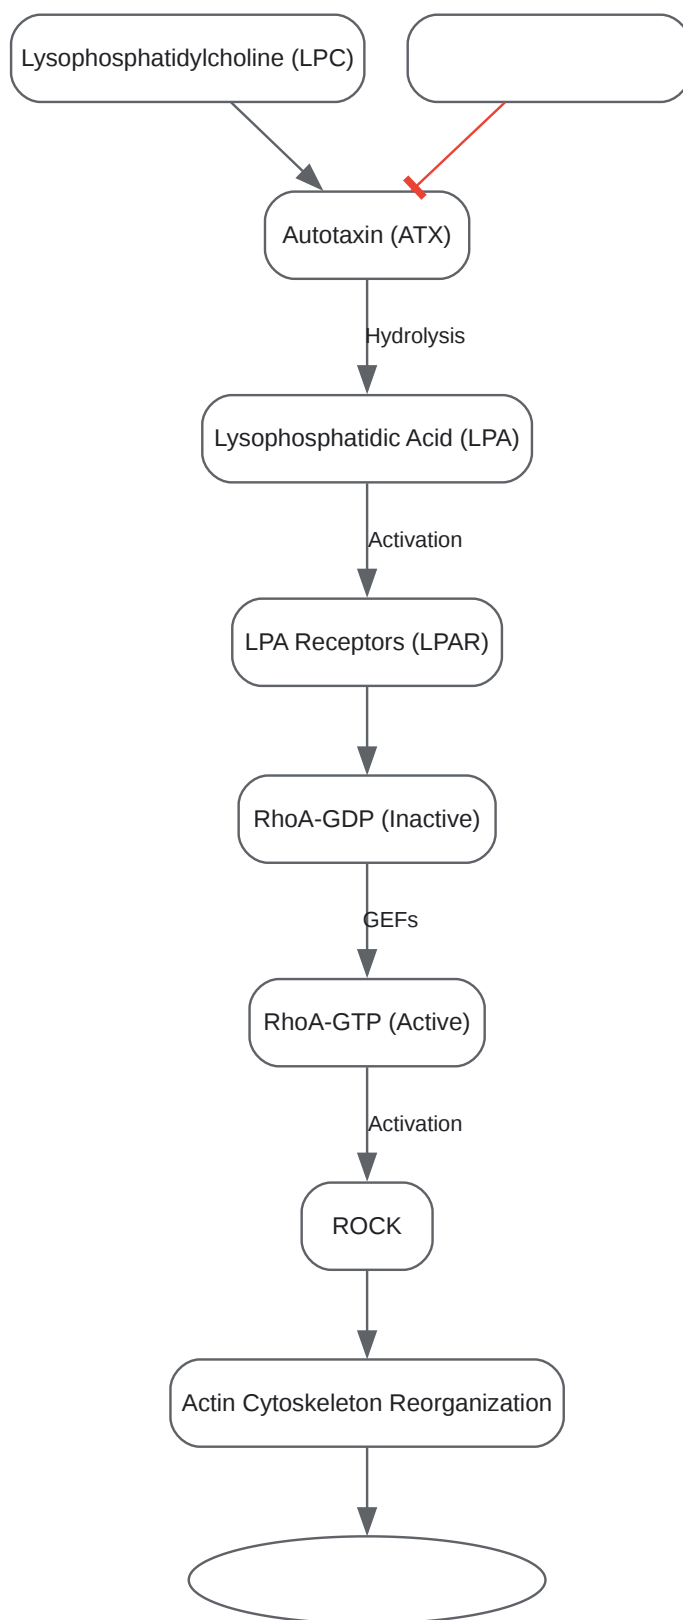 Lysophosphatidylcholine (LPC)
Autotaxin (ATX)
Hydrolysis
Lysophosphatidic Acid (LPA)
Activation
LPA Receptors (LPAR)
RhoA-GDP (Inactive)
GEFs
RhoA-GTP (Active)
Activation
ROCK
Actin Cytoskeleton Reorganization